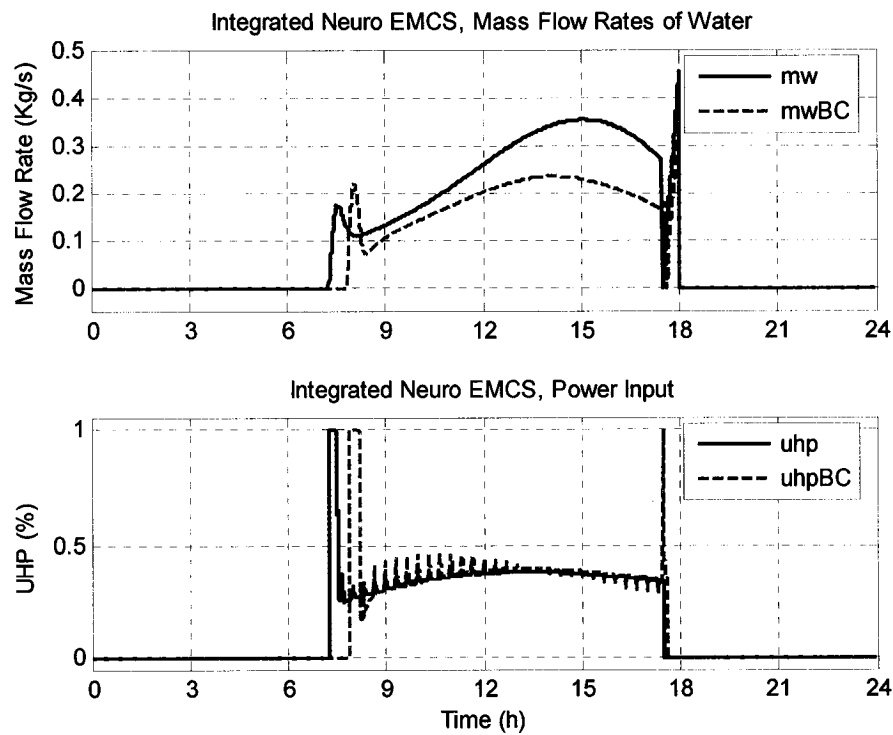 Integrated Neuro EMCS, Mass Flow Rates of Water
Mass Flow Rate (Kg/s)
0.5
0.4
0.3
0.2
0.1
0
mw
mwBC
0 3 6 9 12 15 18 21 24
Integrated Neuro EMCS, Power Input
UHP (%)
1
0.5
0
uhp
uhpBC
0 3 6 9 12 15 18 21 24
Time (h)